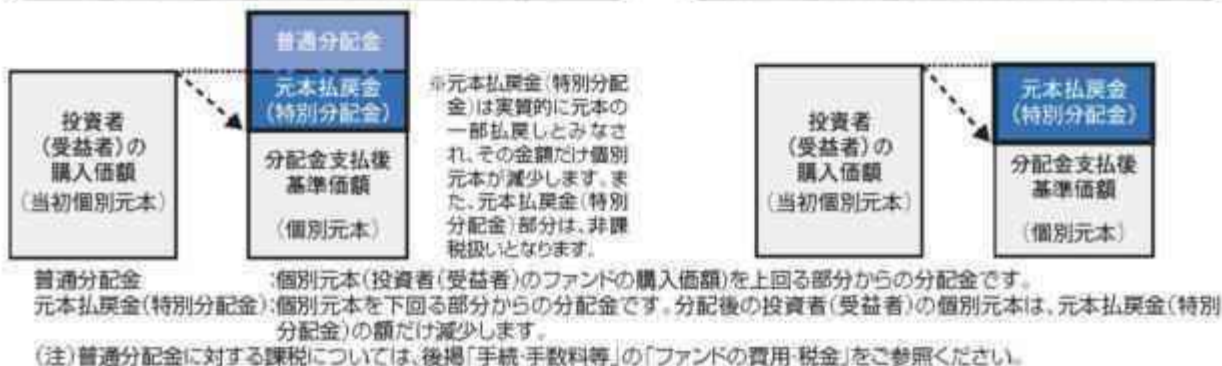 普通分配金
元本払戻金
(特別分配金)
投資者
(受益者)の
購入価額
(当初個別元本)
分配金支払後
基準価額
(個別元本)
※元本払戻金(特別分配
金)は実質的に元本の
一部払戻しとみなさ
れ、その金額だけ個別
元本が減少します。ま
た、元本払戻金(特別
分配金)部分は、非課
税扱いとなります。
投資者
(受益者)の
購入価額
(当初個別元本)
元本払戻金
(特別分配金)
分配金支払後
基準価額
(個別元本)
普通分配金 :個別元本(投資者(受益者)のファンドの購入価額)を上回る部分からの分配金です。
元本払戻金(特別分配金):個別元本を下回る部分からの分配金です。分配後の投資者(受益者)の個別元本は、元本払戻金(特別
分配金)の額だけ減少します。
(注)普通分配金に対する課税については、後掲「手続・手数料等」の「ファンドの費用・税金」をご参照ください。